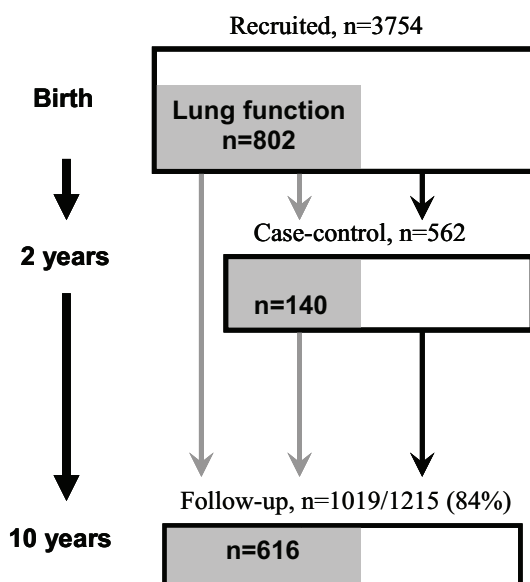 Recruited, n=3754
Birth
Lung function
n=802
Case-control, n=562
2 years
n=140
Follow-up, n=1019/1215 (84%)
10 years
n=616